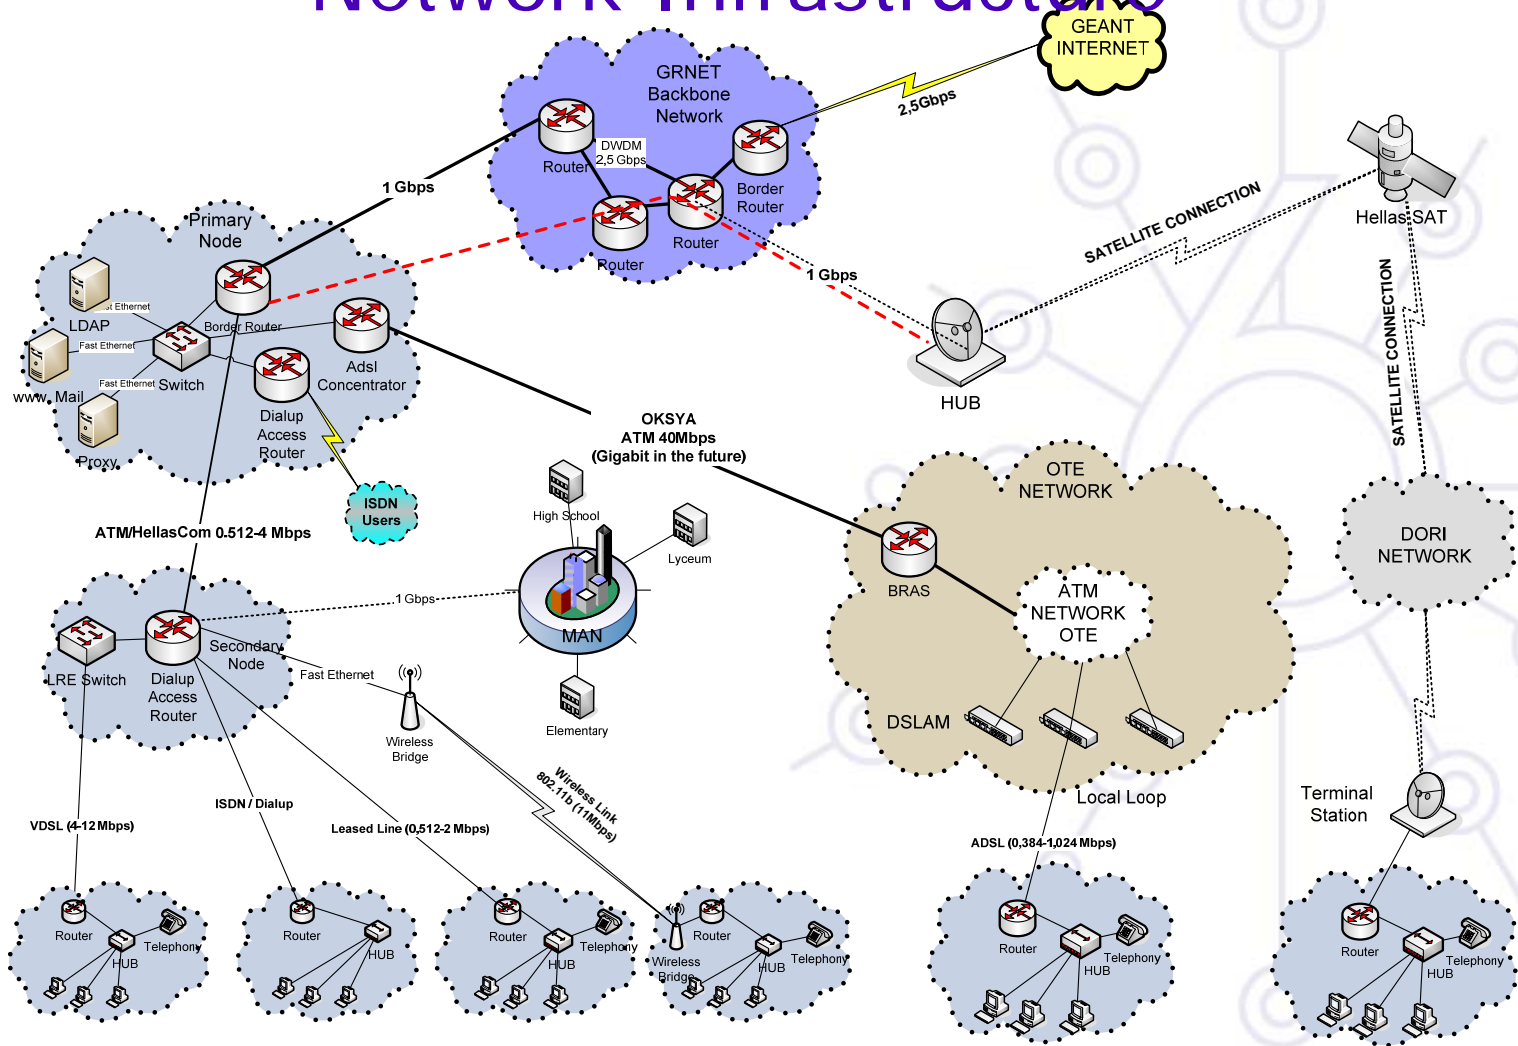 Network Infrastructure
GEANT
INTERNET
GRNET
Backbone
Network
2,5Gbps
DWDM
2,5 Gbps
Router
Border
Router
Router
Router
1 Gbps
Hellas SAT
SATELLITE CONNECTION
SATELLITE CONNECTION
1 Gbps
HUB
Primary
Node
LDAP
Fast Ethernet
Border Router
Fast Ethernet
www, Mail
Fast Ethernet
Switch
Adsl
Concentrator
Dialup
Access
Router
Proxy
ISDN
Users
OKSYA
ATM 40Mbps
(Gigabit in the future)
OTE
NETWORK
BRAS
ATM
NETWORK
OTE
DSLAM
Local Loop
DORI
NETWORK
Terminal
Station
ATM/HellasCom 0.512-4 Mbps
High School
Lyceum
MAN
Elementary
1 Gbps
Secondary
Node
LRE Switch
Dialup
Access
Router
Fast Ethernet
Wireless
Bridge
Wireless Link
802.11b (11Mbps)
VDSL (4-12 Mbps)
ISDN / Dialup
Leased Line (0,512-2 Mbps)
ADSL (0,384-1,024 Mbps)
Router
HUB
Telephony
Router
HUB
Router
HUB
Telephony
Wireless
Bridge
Router
HUB
Telephony
Router
HUB
Telephony
Router
HUB
Telephony